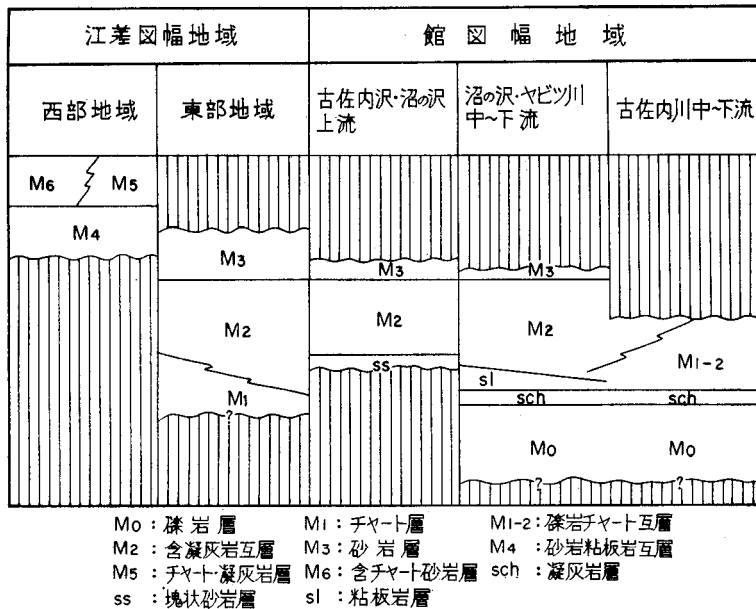 江差図幅地域 館図幅地域
西部地域 東部地域 古佐内沢・沼の沢 沼の沢・ヤビツ川 古佐内川中~下流
上流 中~下流
M6 M5
M4
M3 M3 M3
M2 M2 M2
M1-2
ss
sl
M1
sch sch
?
M0 M0
? ?
M0:礫岩層 M1:チャート層 M1-2:礫岩チャート互層
M2:含凝灰岩互層 M3:砂岩層 M4:砂岩粘板岩互層
M5:チャート・凝灰岩層 M6:含チャート砂岩層 sch:凝灰岩層
ss:塊状砂岩層 sl:粘板岩層